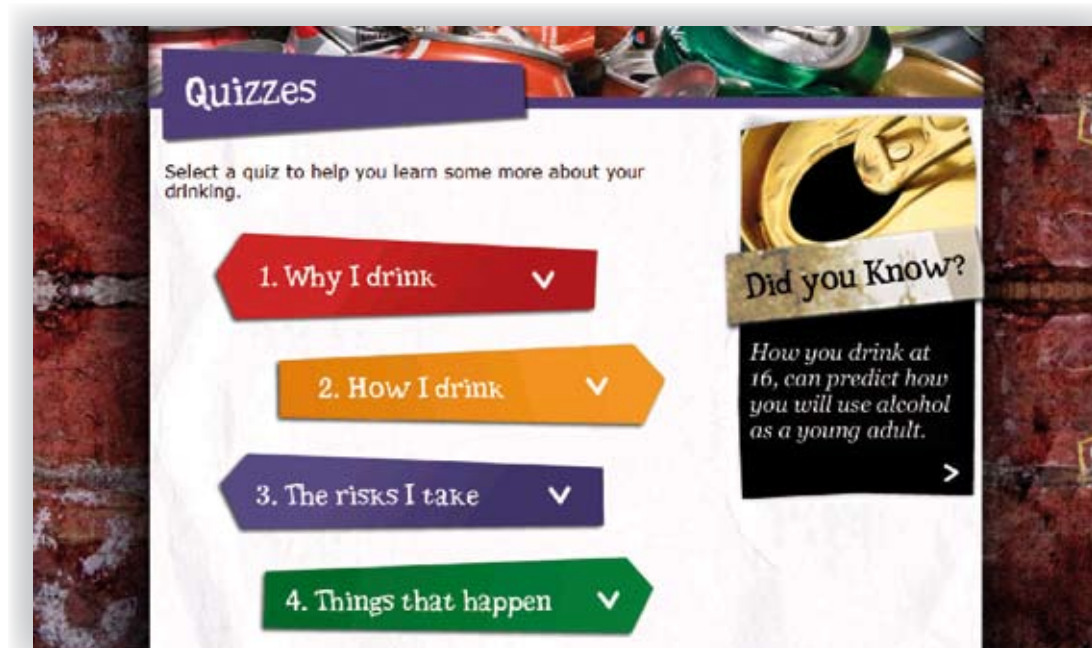 Quizzes
Select a quiz to help you learn some more about your
drinking.
1. Why I drink
2. How I drink
3. The risks I take
4. Things that happen
Did you Know?
How you drink at
16, can predict how
you will use alcohol
as a young adult.